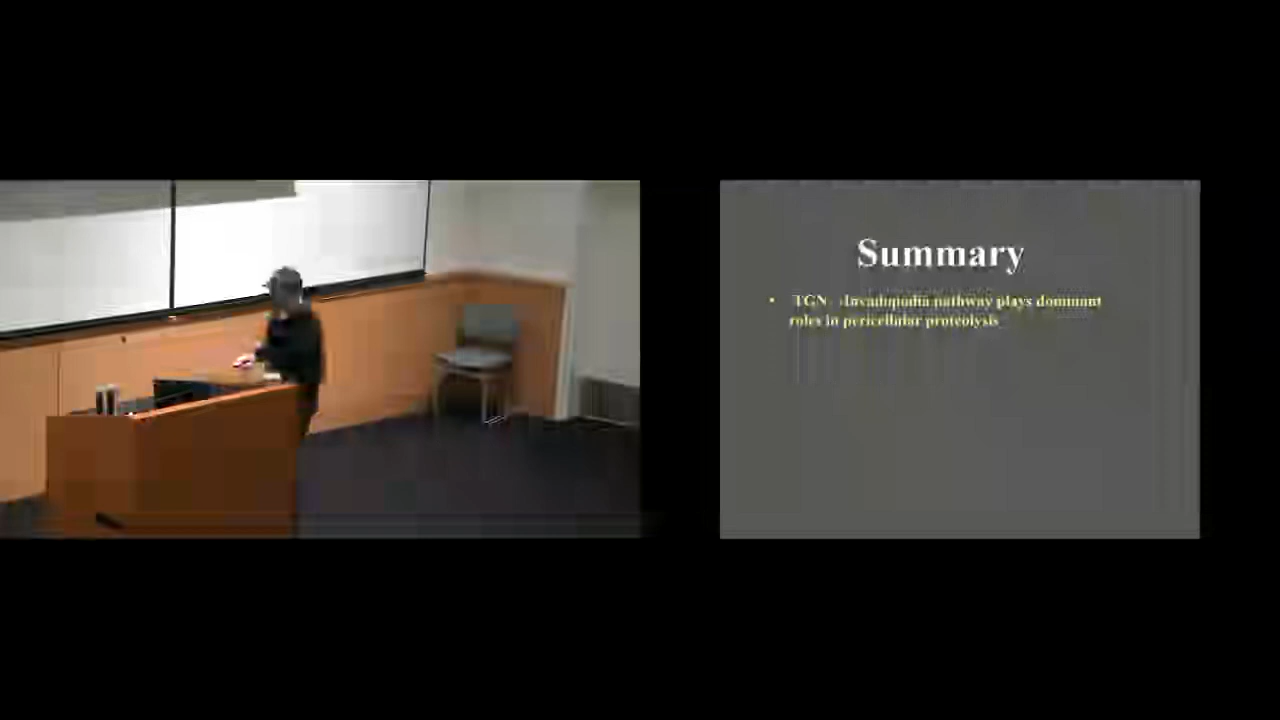 Summary
• TGN - Invadopodia pathway plays dominant
roles in pericellular proteolysis